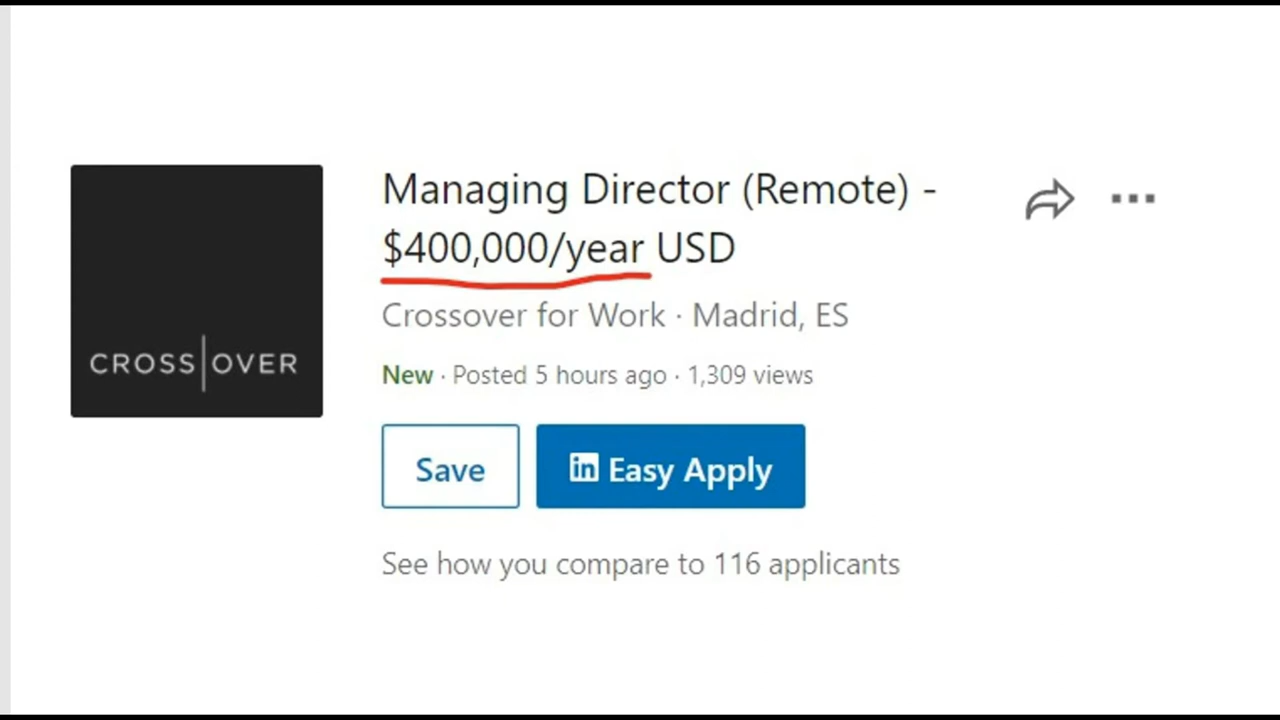 CROSS|OVER
Managing Director (Remote) -
$400,000/year USD
Crossover for Work · Madrid, ES
New · Posted 5 hours ago · 1,309 views
Save
in Easy Apply
See how you compare to 116 applicants